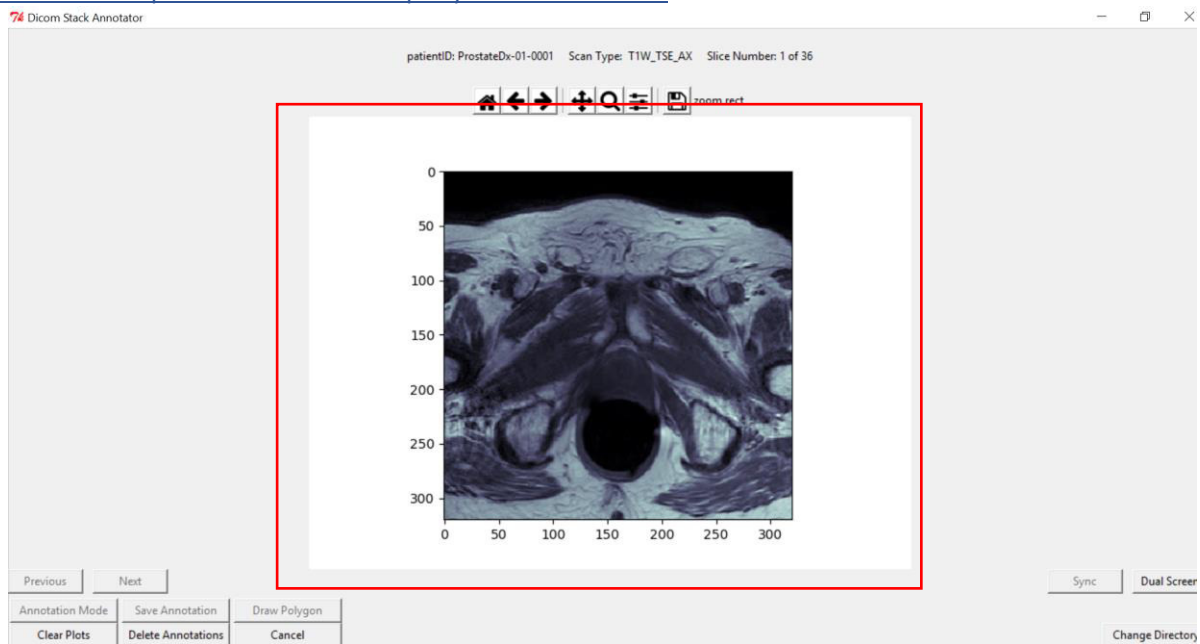 Dicom Stack Annotator
patientID: ProstateDx-01-0001 Scan Type: T1W_TSE_AX Slice Number: 1 of 36
zoom rect
0
50
100
150
200
250
300
0 50 100 150 200 250 300
Previous Next Sync Dual Screen
Annotation Mode Save Annotation Draw Polygon
Clear Plots Delete Annotations Cancel Change Directory